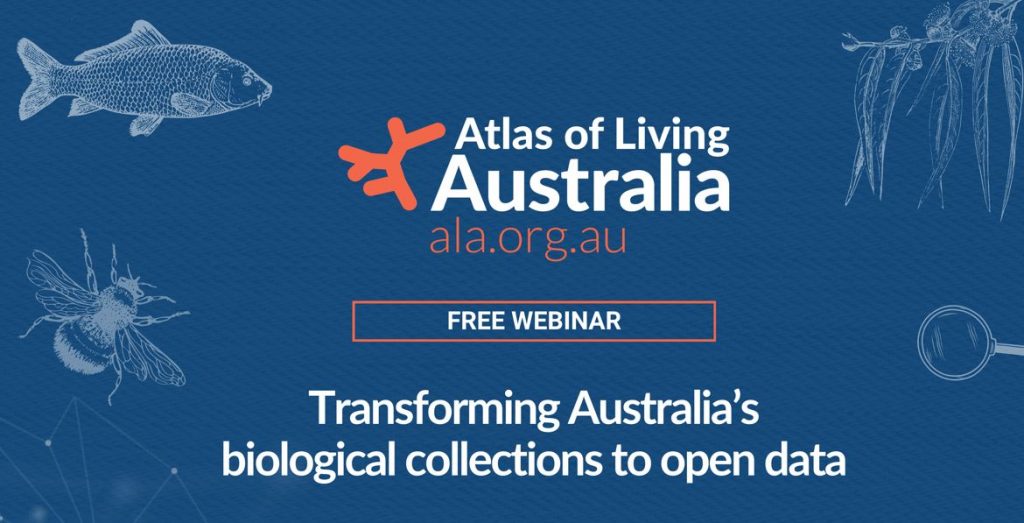 Atlas of Living
Australia
ala.org.au
FREE WEBINAR
Transforming Australia’s
biological collections to open data